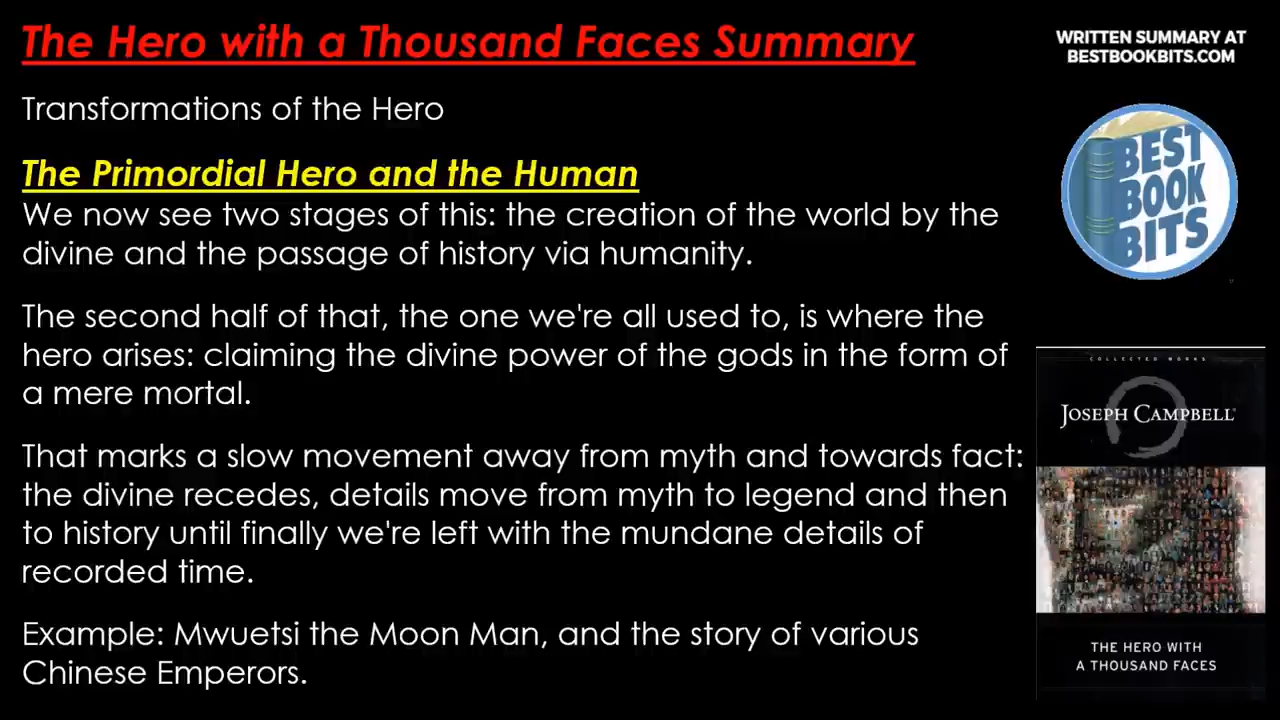 The Hero with a Thousand Faces Summary
WRITTEN SUMMARY AT
BESTBOOKBITS.COM
Transformations of the Hero
The Primordial Hero and the Human
We now see two stages of this: the creation of the world by the
divine and the passage of history via humanity.
The second half of that, the one we're all used to, is where the
hero arises: claiming the divine power of the gods in the form of
a mere mortal.
That marks a slow movement away from myth and towards fact:
the divine recedes, details move from myth to legend and then
to history until finally we're left with the mundane details of
recorded time.
Example: Mwuetsi the Moon Man, and the story of various
Chinese Emperors.
BEST
BOOK
BITS
COLLECTED WORKS
JOSEPH CAMPBELL
THE HERO WITH
A THOUSAND FACES